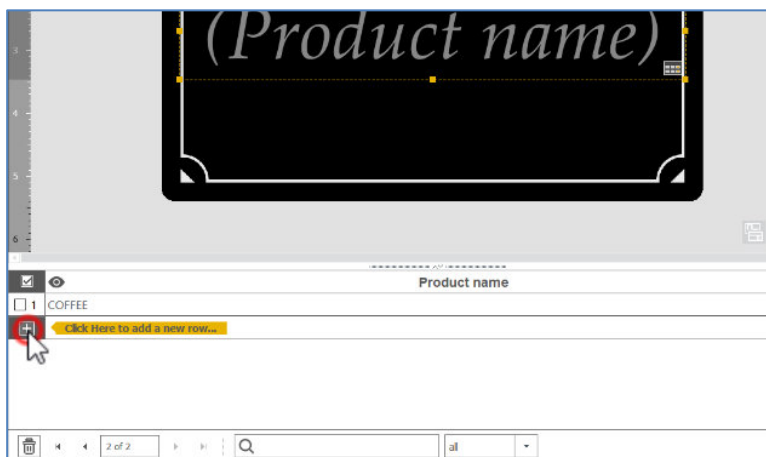 (Product name)
3
4
5
6
Product name
1 COFFEE
Click Here to add a new row...
2 of 2
all